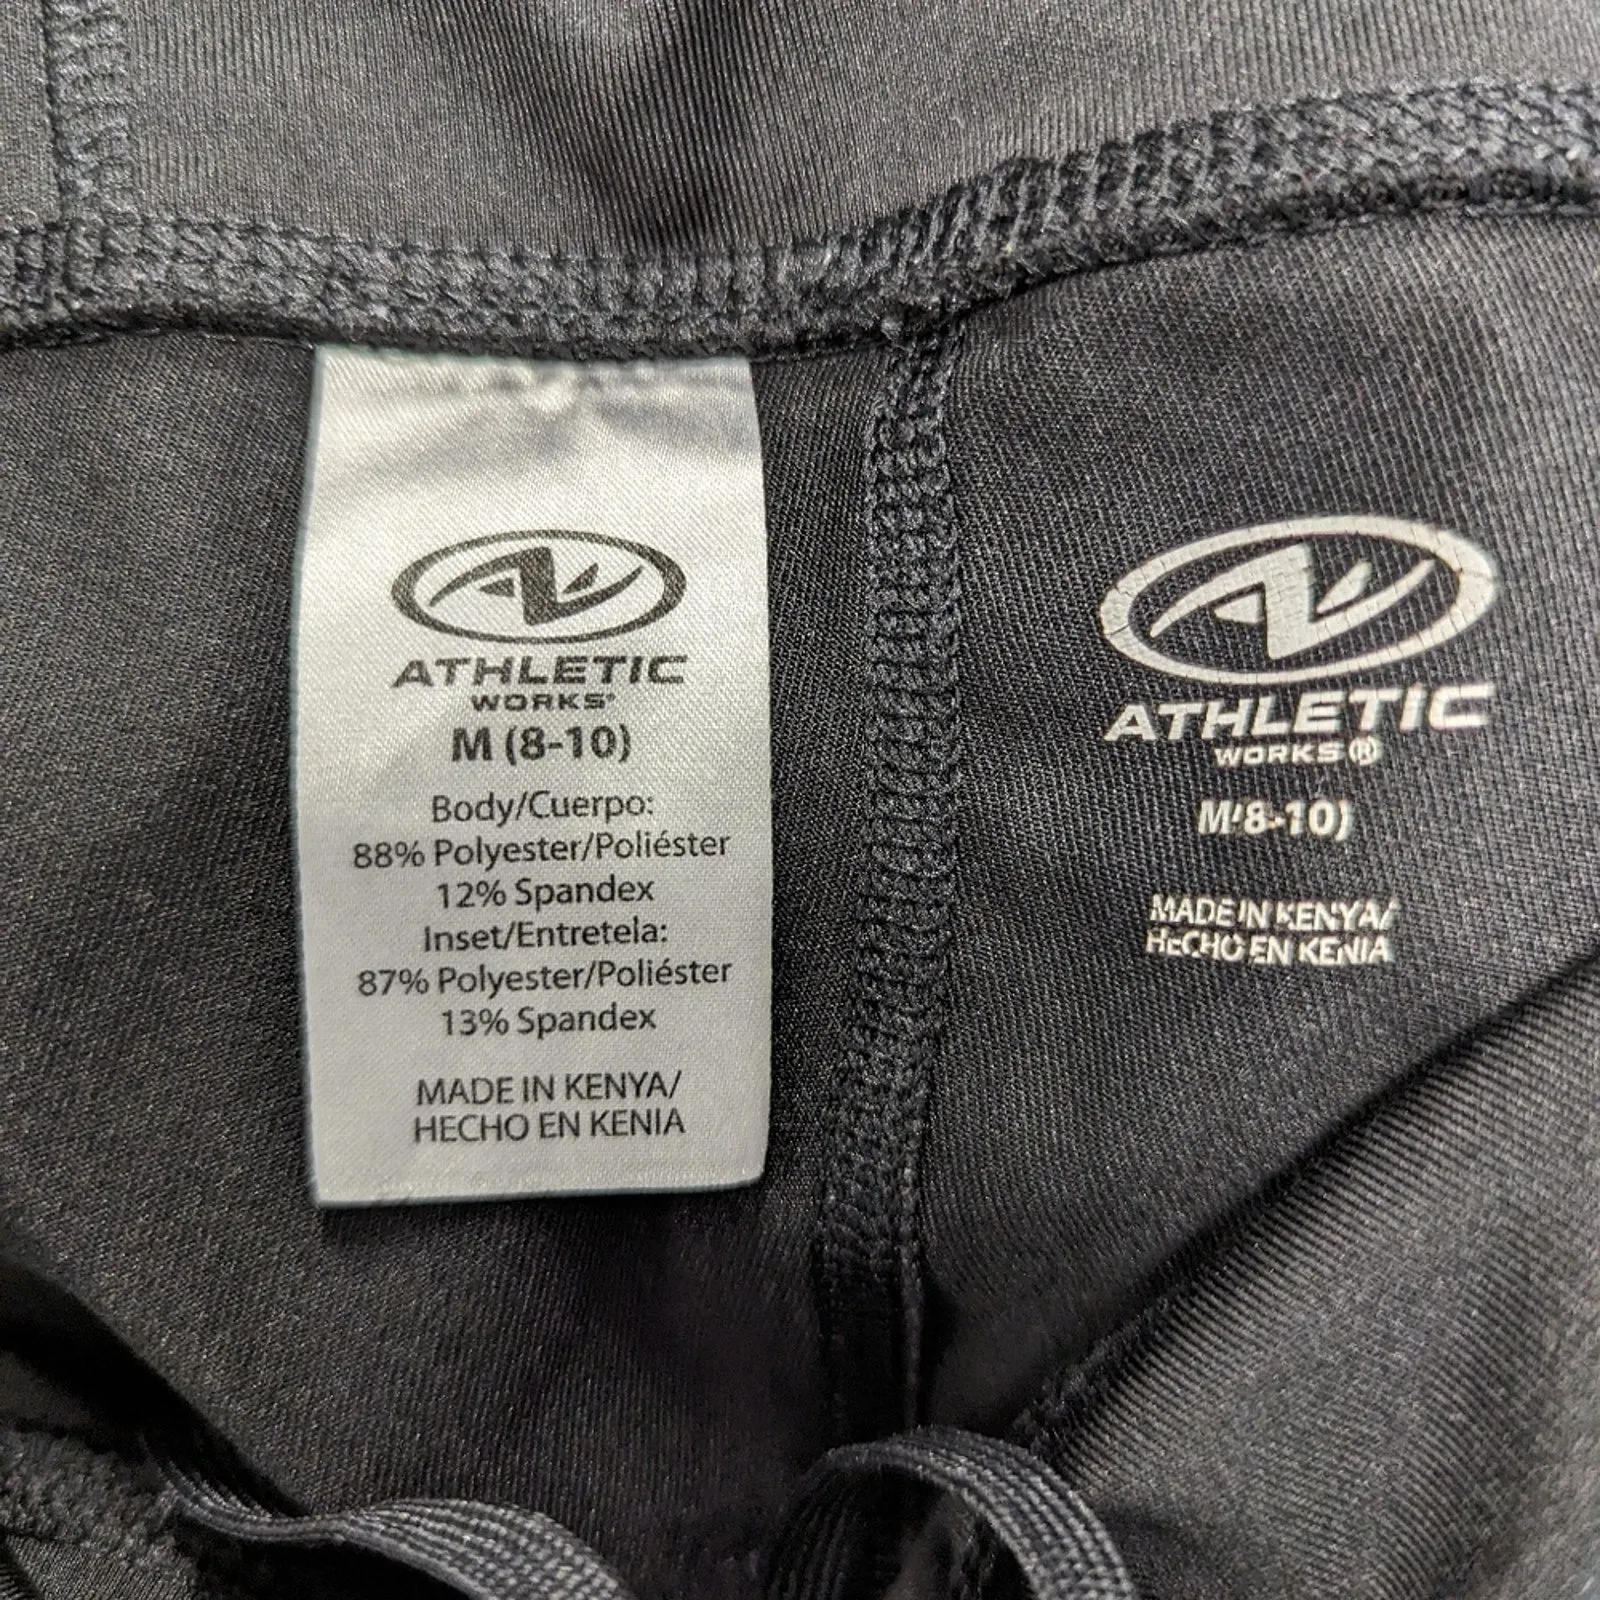 ATHLETIC
WORKS®
M (8-10)
Body/Cuerpo:
88% Polyester/Poliéster
12% Spandex
Inset/Entretela:
87% Polyester/Poliéster
13% Spandex
MADE IN KENYA/
HECHO EN KENIA
ATHLETIC
WORKS®
M(8-10)
MADE IN KENYA/
HECHO EN KENIA